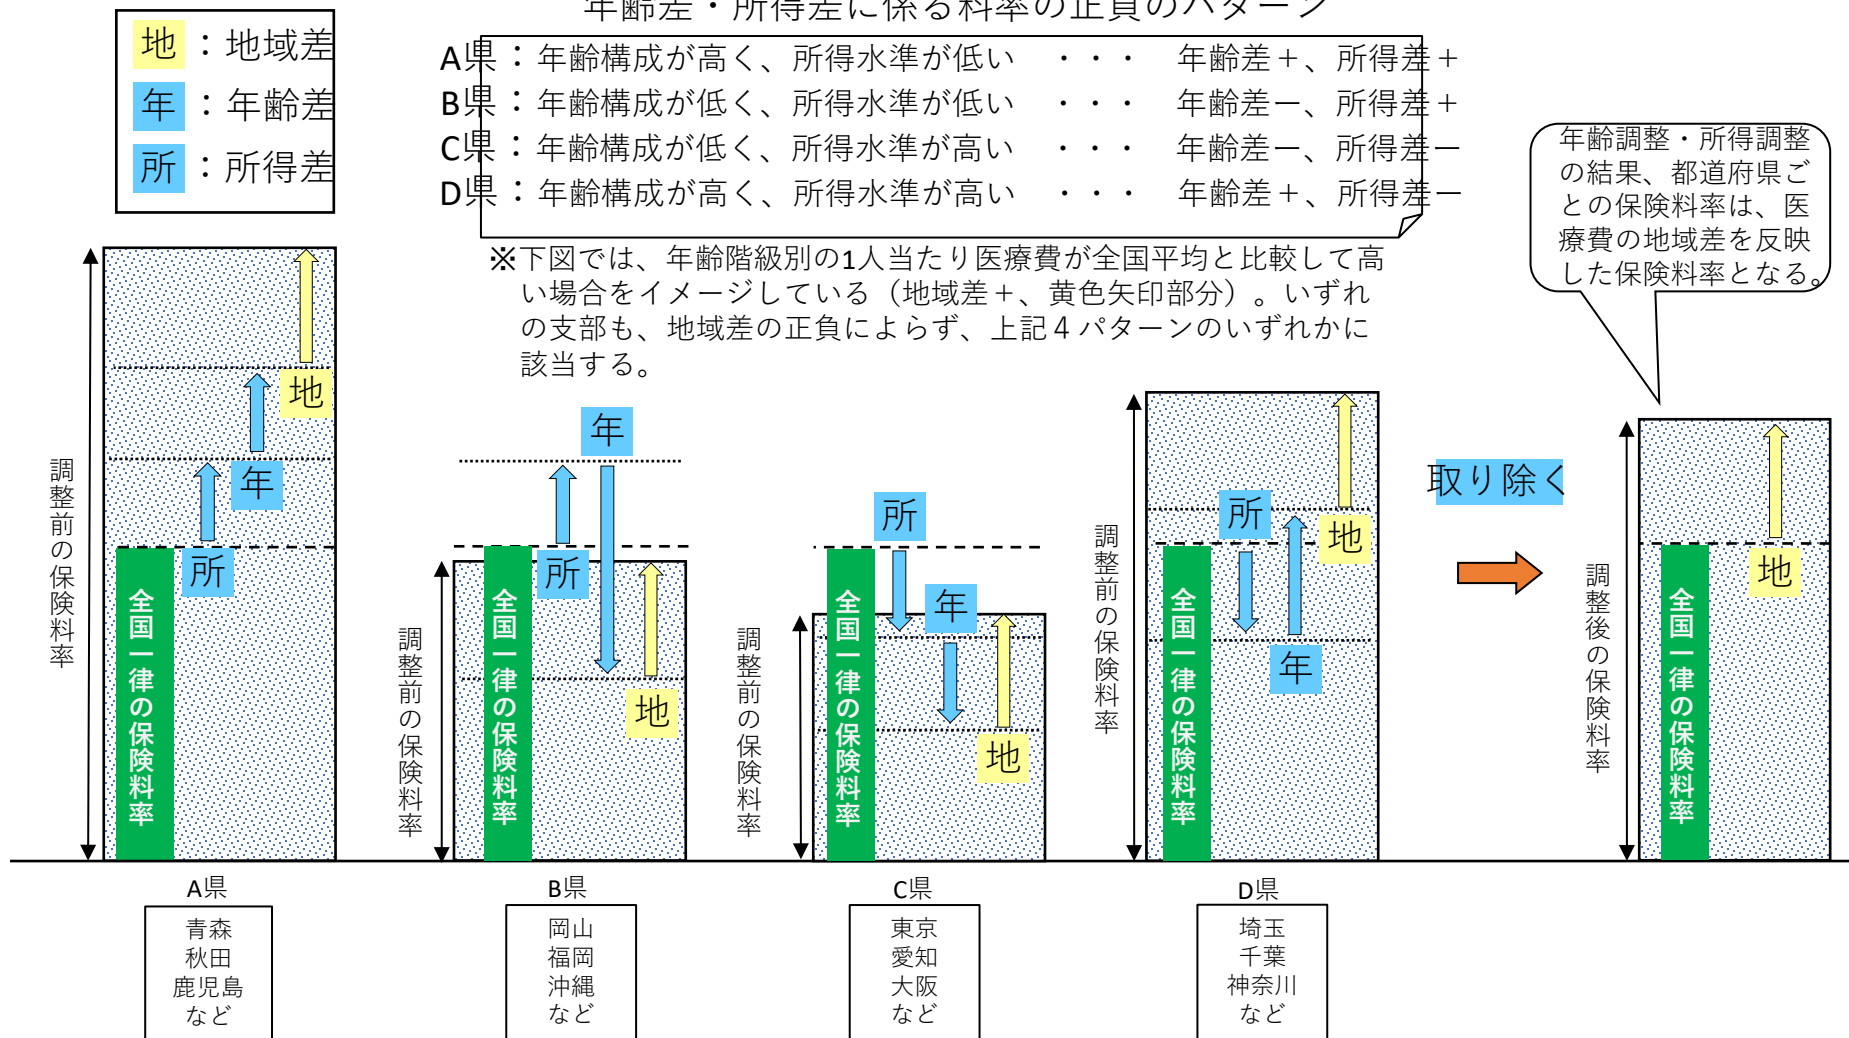 年齢差・所得差に係る料率の正負のパターン
地：地域差
年：年齢差
所：所得差
A県：年齢構成が高く、所得水準が低い　・・・　年齢差＋、所得差＋
B県：年齢構成が低く、所得水準が低い　・・・　年齢差－、所得差＋
C県：年齢構成が低く、所得水準が高い　・・・　年齢差－、所得差－
D県：年齢構成が高く、所得水準が高い　・・・　年齢差＋、所得差－
※下図では、年齢階級別の1人当たり医療費が全国平均と比較して高
い場合をイメージしている（地域差＋、黄色矢印部分）。いずれ
の支部も、地域差の正負によらず、上記４パターンのいずれかに
該当する。
年齢調整・所得調整
の結果、都道府県ご
との保険料率は、医
療費の地域差を反映
した保険料率となる。
調整前の保険料率
全国一律の保険料率
所
年
地
調整前の保険料率
全国一律の保険料率
所
年
地
調整前の保険料率
全国一律の保険料率
所
年
地
調整前の保険料率
全国一律の保険料率
所
年
地
取り除く
調整後の保険料率
全国一律の保険料率
地
A県
青森
秋田
鹿児島
など
B県
岡山
福岡
沖縄
など
C県
東京
愛知
大阪
など
D県
埼玉
千葉
神奈川
など